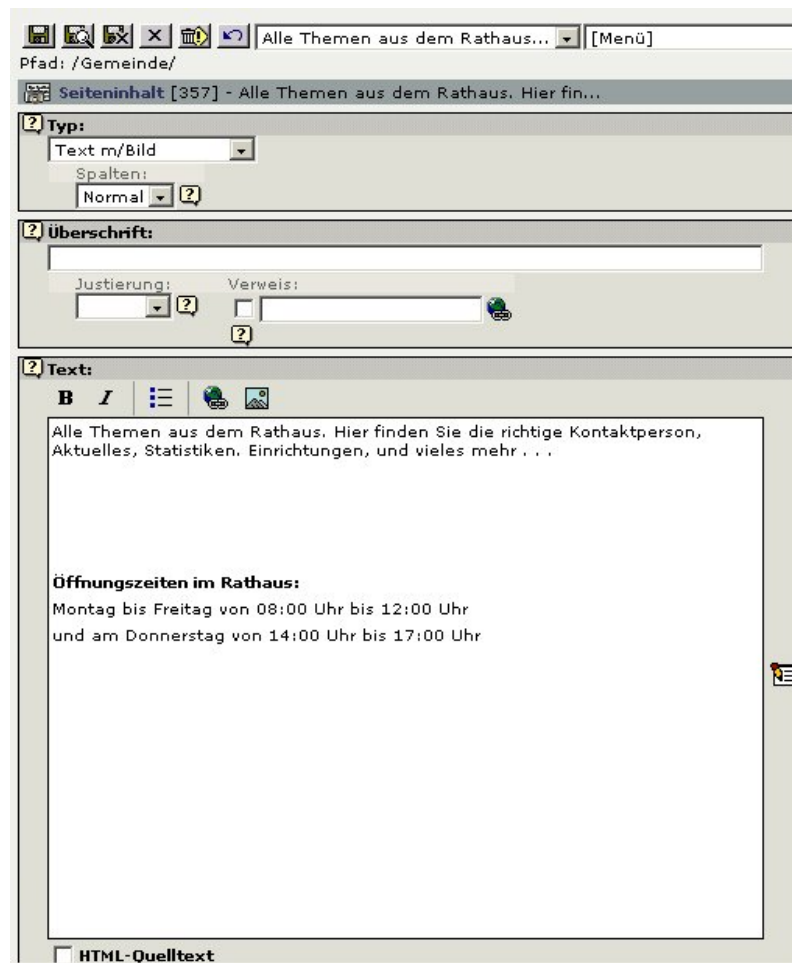 Alle Themen aus dem Rathaus... [Menü]
Pfad: /Gemeinde/
Seiteninhalt [357] - Alle Themen aus dem Rathaus. Hier fin...
Typ:
Text m/Bild
Spalten:
Normal
Überschrift:
Justierung: Verweis:
Text:
B I
Alle Themen aus dem Rathaus. Hier finden Sie die richtige Kontaktperson,
Aktuelles, Statistiken. Einrichtungen, und vieles mehr . . .
Öffnungszeiten im Rathaus:
Montag bis Freitag von 08:00 Uhr bis 12:00 Uhr
und am Donnerstag von 14:00 Uhr bis 17:00 Uhr
HTML-Quelltext